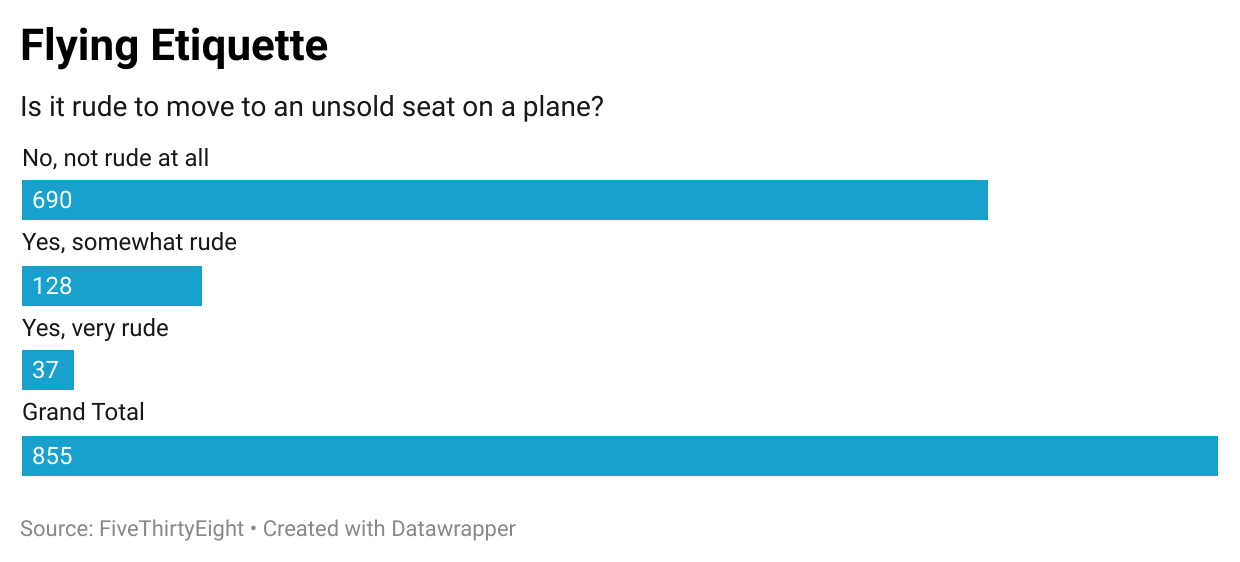 Flying Etiquette
Is it rude to move to an unsold seat on a plane?
No, not rude at all
690
Yes, somewhat rude
128
Yes, very rude
37
Grand Total
855
Source: FiveThirtyEight • Created with Datawrapper